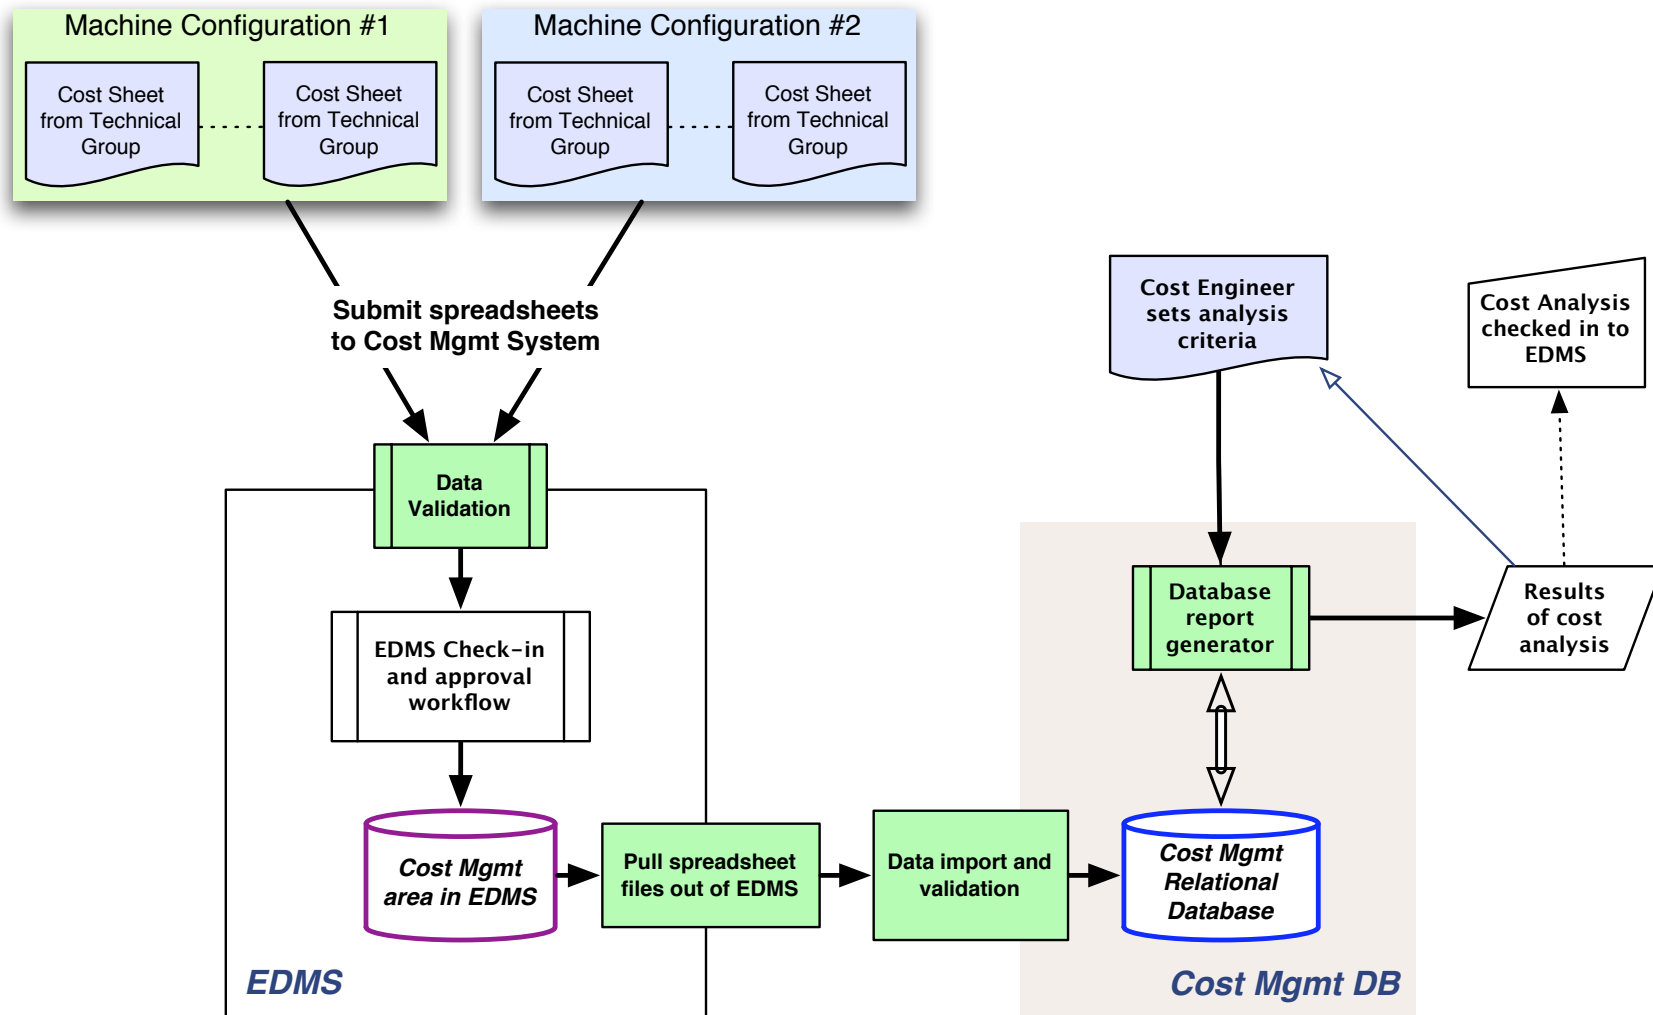 Machine Configuration #1
Cost Sheet
from Technical
Group
Cost Sheet
from Technical
Group
Machine Configuration #2
Cost Sheet
from Technical
Group
Cost Sheet
from Technical
Group
Submit spreadsheets
to Cost Mgmt System
Data
Validation
EDMS Check-in
and approval
workflow
Cost Mgmt
area in EDMS
EDMS
Pull spreadsheet
files out of EDMS
Data import and
validation
Cost Engineer
sets analysis
criteria
Database
report
generator
Cost Mgmt
Relational
Database
Cost Mgmt DB
Cost Analysis
checked in to
EDMS
Results
of cost
analysis